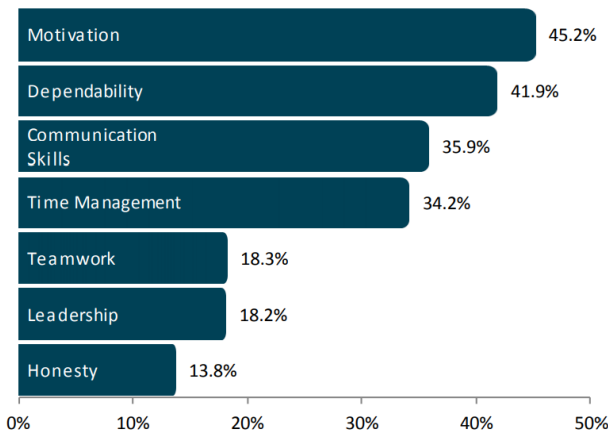 Motivation 45.2%
Dependability 41.9%
Communication
Skills 35.9%
Time Management 34.2%
Teamwork 18.3%
Leadership 18.2%
Honesty 13.8%
0% 10% 20% 30% 40% 50%